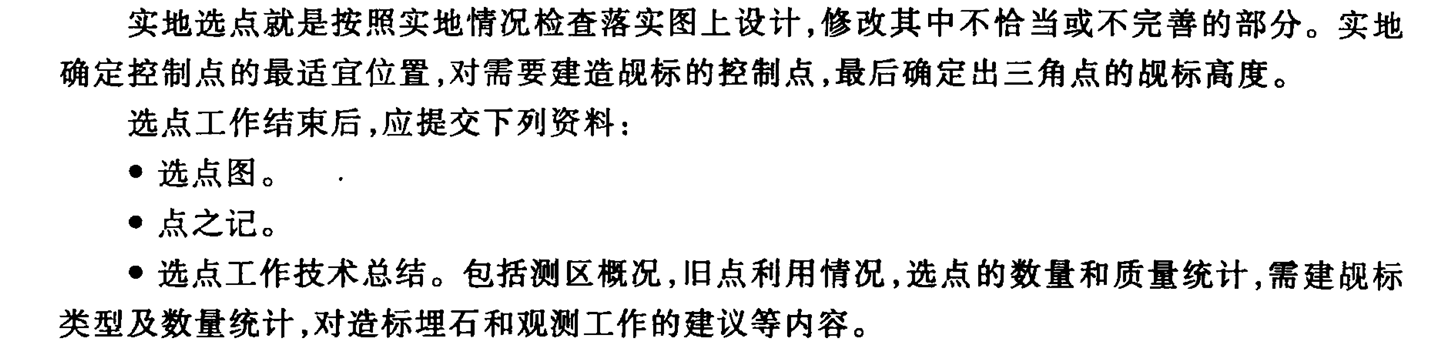 实地选点就是按照实地情况检查落实图上设计,修改其中不恰当或不完善的部分。实地
确定控制点的最适宜位置,对需要建造觇标的控制点,最后确定出三角点的觇标高度。
选点工作结束后,应提交下列资料:
● 选点图。
● 点之记。
● 选点工作技术总结。包括测区概况,旧点利用情况,选点的数量和质量统计,需建觇标
类型及数量统计,对造标埋石和观测工作的建议等内容。